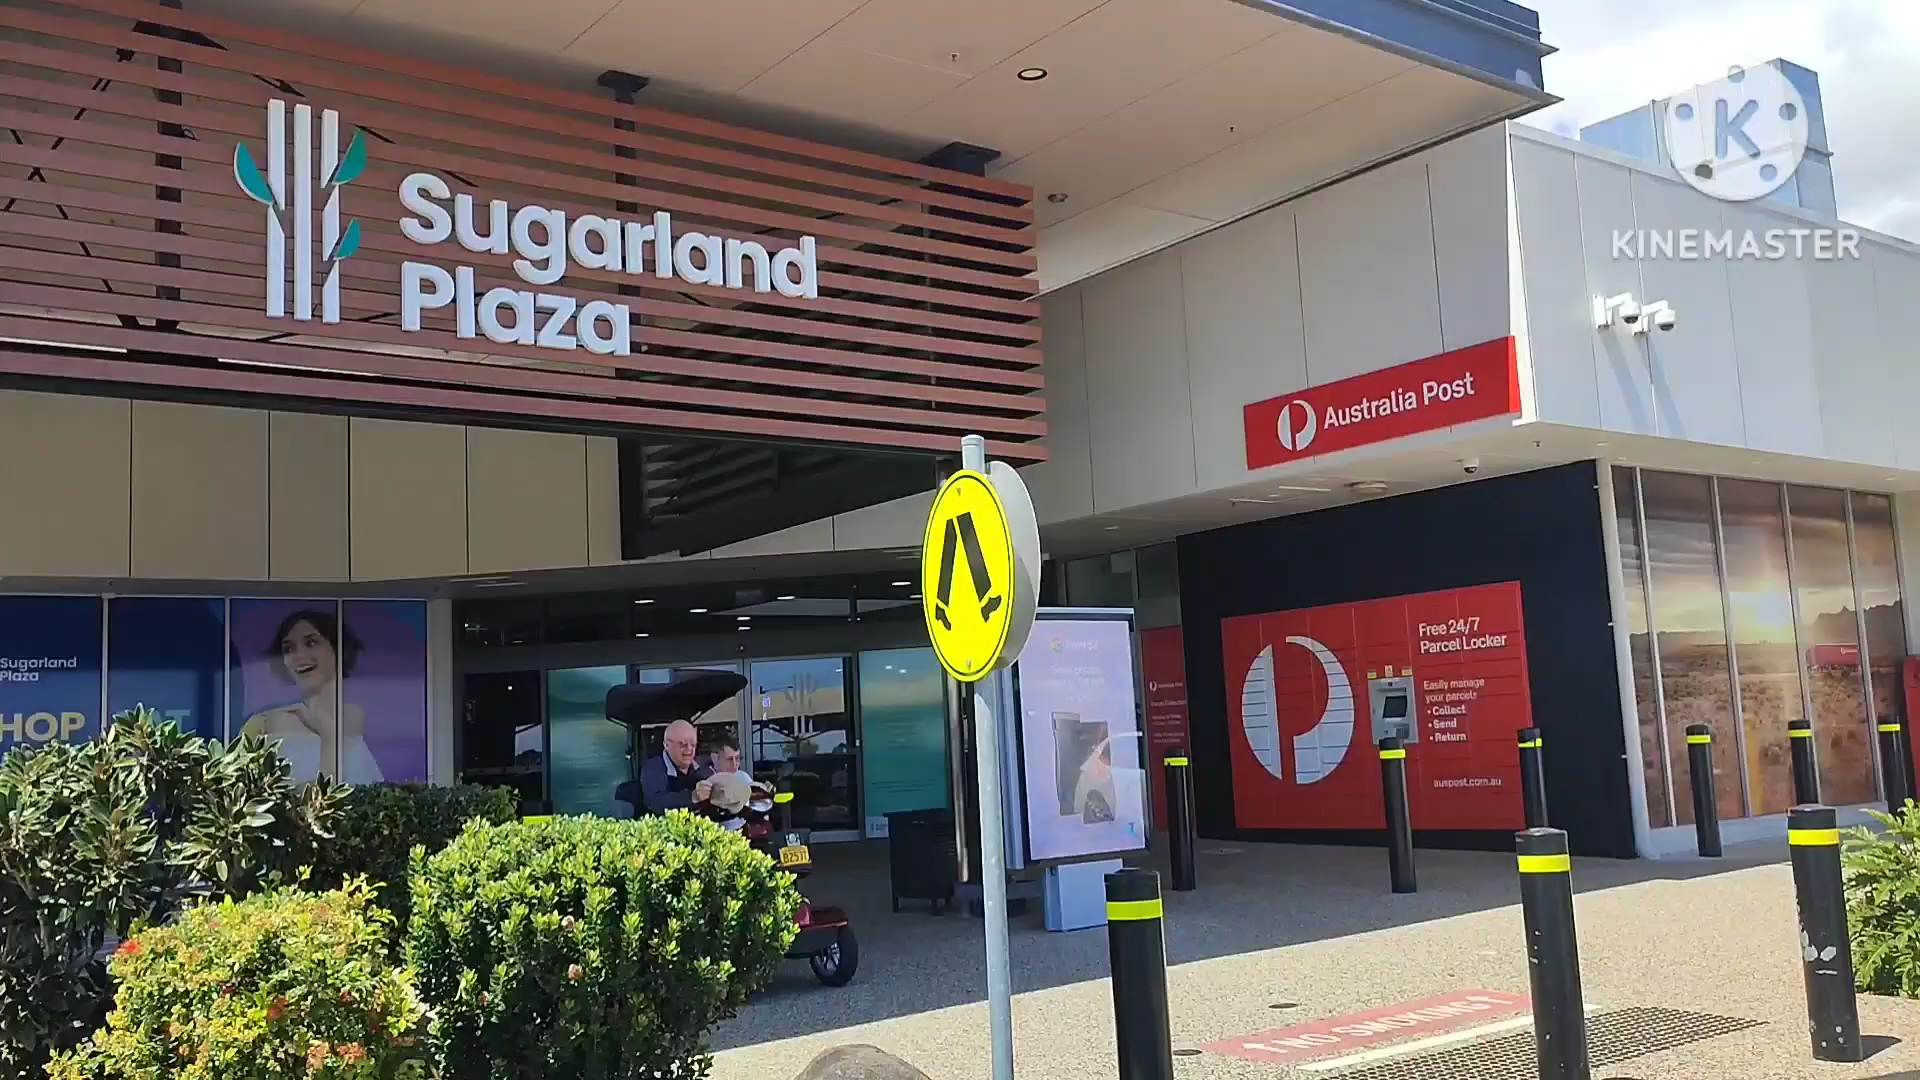 Sugarland
Plaza
KINEMASTER
Australia Post
Sugarland
Plaza
HOP
Free 24/7
Parcel Locker
Easily manage
your parcels
• Collect
• Send
• Return
auspost.com.au
NO SMOKING